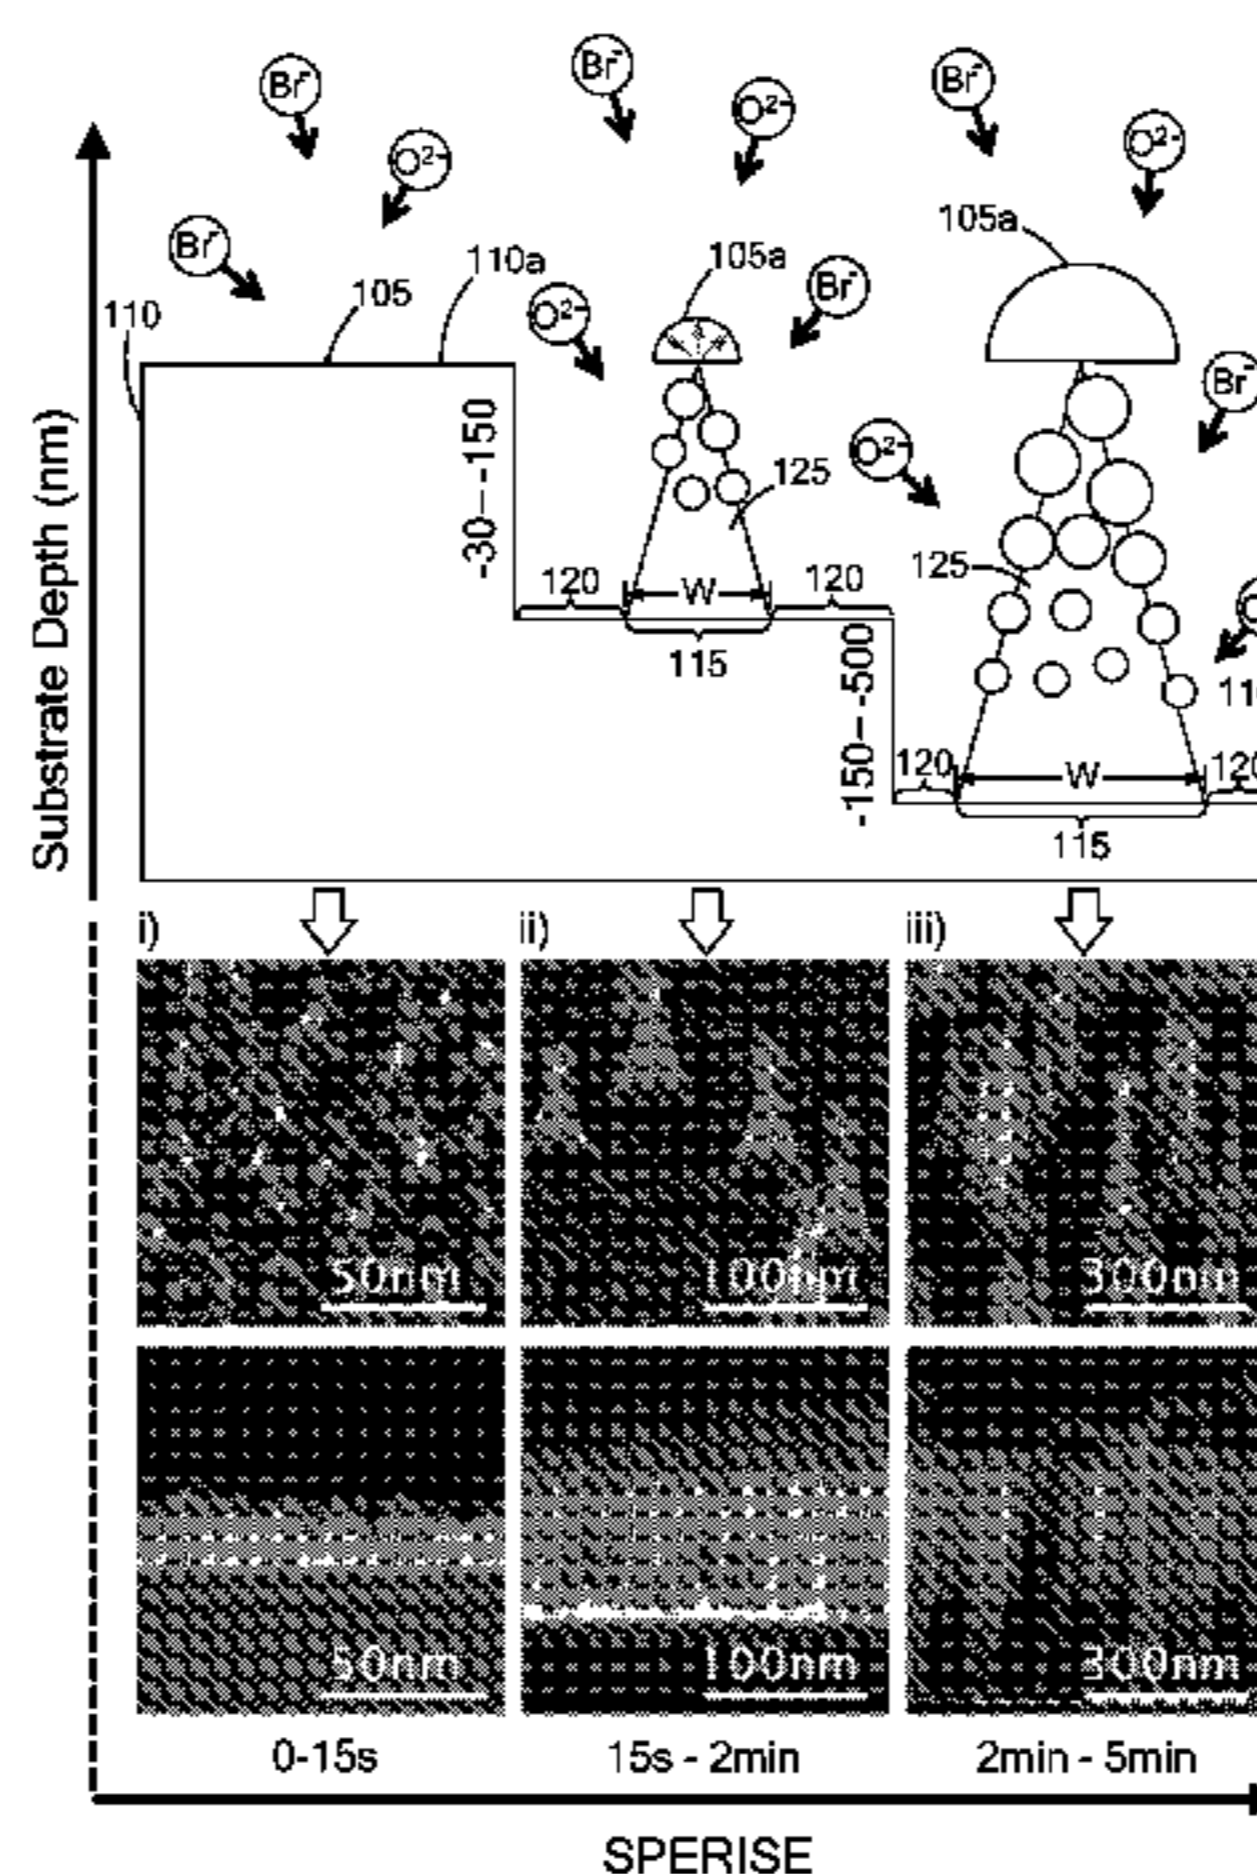 Br-
Br-
Br-
O2-
O2-
O2-
Br-
105a
110a
105a
O2-
Br-
110
105
Br
-30--150
O2-
125
125
120
W
120
115
-150--500
11
120
W
120
115
Substrate Depth (nm)
i)
ii)
iii)
50nm
100nm
300nm
50nm
100nm
300nm
0-15s
15s - 2min
2min - 5min
SPERISE